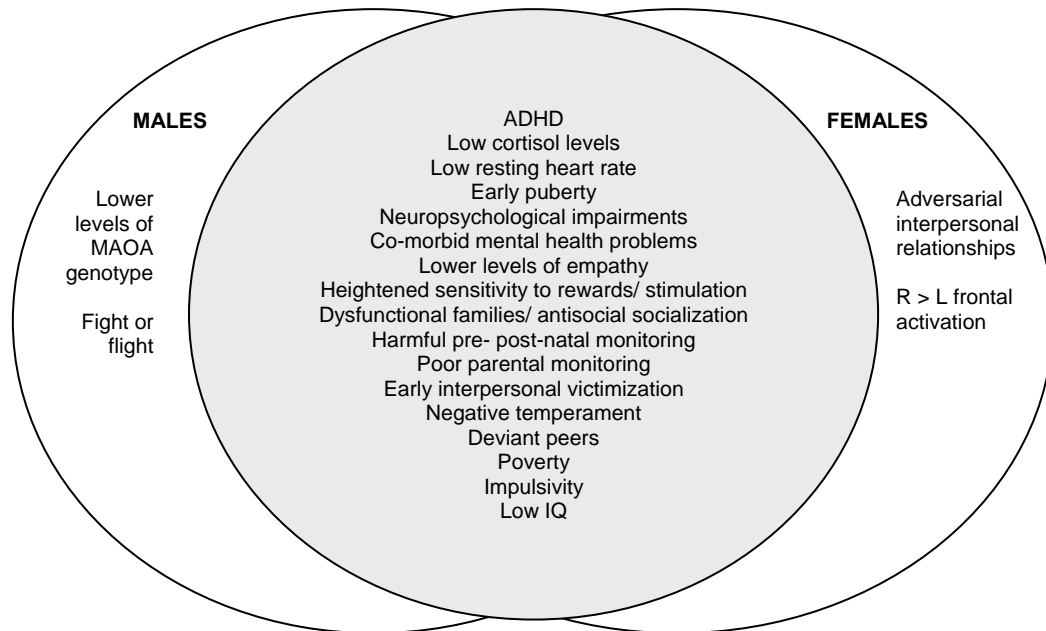 MALES
Lower
levels of
MAOA
genotype
Fight or
flight
ADHD
Low cortisol levels
Low resting heart rate
Early puberty
Neuropsychological impairments
Co-morbid mental health problems
Lower levels of empathy
Heightened sensitivity to rewards/ stimulation
Dysfunctional families/ antisocial socialization
Harmful pre- post-natal monitoring
Poor parental monitoring
Early interpersonal victimization
Negative temperament
Deviant peers
Poverty
Impulsivity
Low IQ
FEMALES
Adversarial
interpersonal
relationships
R > L frontal
activation